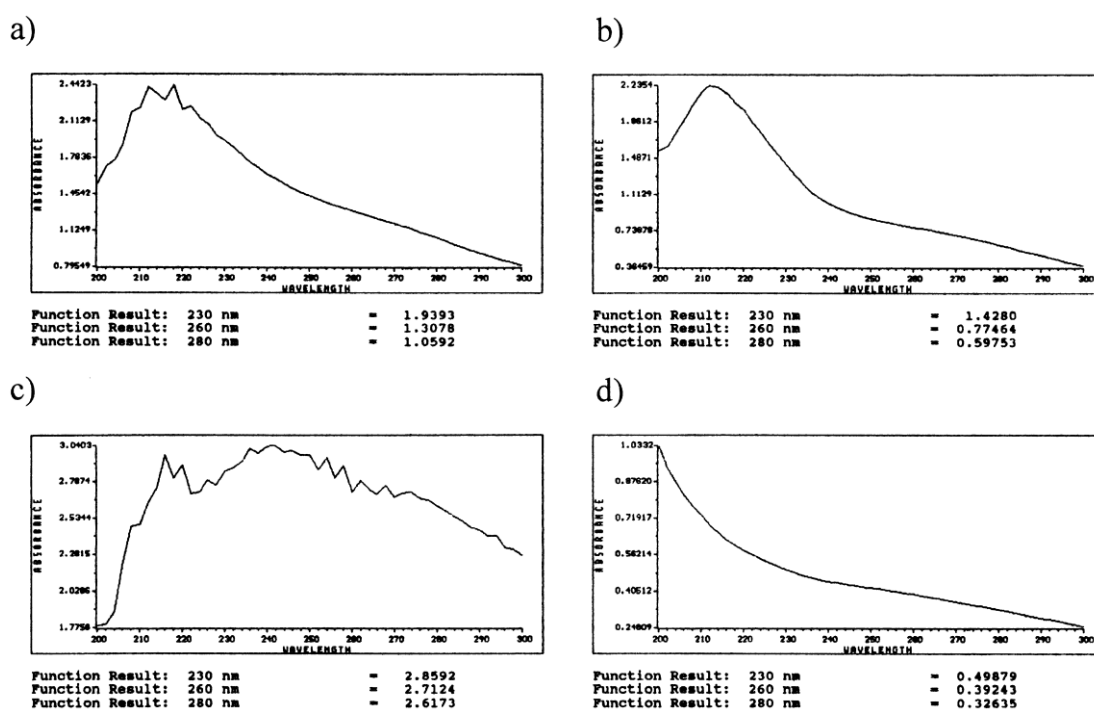 a)
2.4423
2.1129
1.7836
1.4542
1.1249
0.79549
ABSORBANCE
200 210 220 230 240 250 260 270 280 290 300
WAVELENGTH
Function Result: 230 nm = 1.9393
Function Result: 260 nm = 1.3078
Function Result: 280 nm = 1.0592
b)
2.2354
1.8612
1.4871
1.1129
0.73878
0.36459
ABSORBANCE
200 210 220 230 240 250 260 270 280 290 300
WAVELENGTH
Function Result: 230 nm = 1.4280
Function Result: 260 nm = 0.77464
Function Result: 280 nm = 0.59753
c)
3.0403
2.7874
2.5344
2.2815
2.0285
1.7756
ABSORBANCE
200 210 220 230 240 250 260 270 280 290 300
WAVELENGTH
Function Result: 230 nm = 2.8592
Function Result: 260 nm = 2.7124
Function Result: 280 nm = 2.6173
d)
1.0332
0.87620
0.71917
0.56214
0.40512
0.24809
ABSORBANCE
200 210 220 230 240 250 260 270 280 290 300
WAVELENGTH
Function Result: 230 nm = 0.49879
Function Result: 260 nm = 0.39243
Function Result: 280 nm = 0.32635